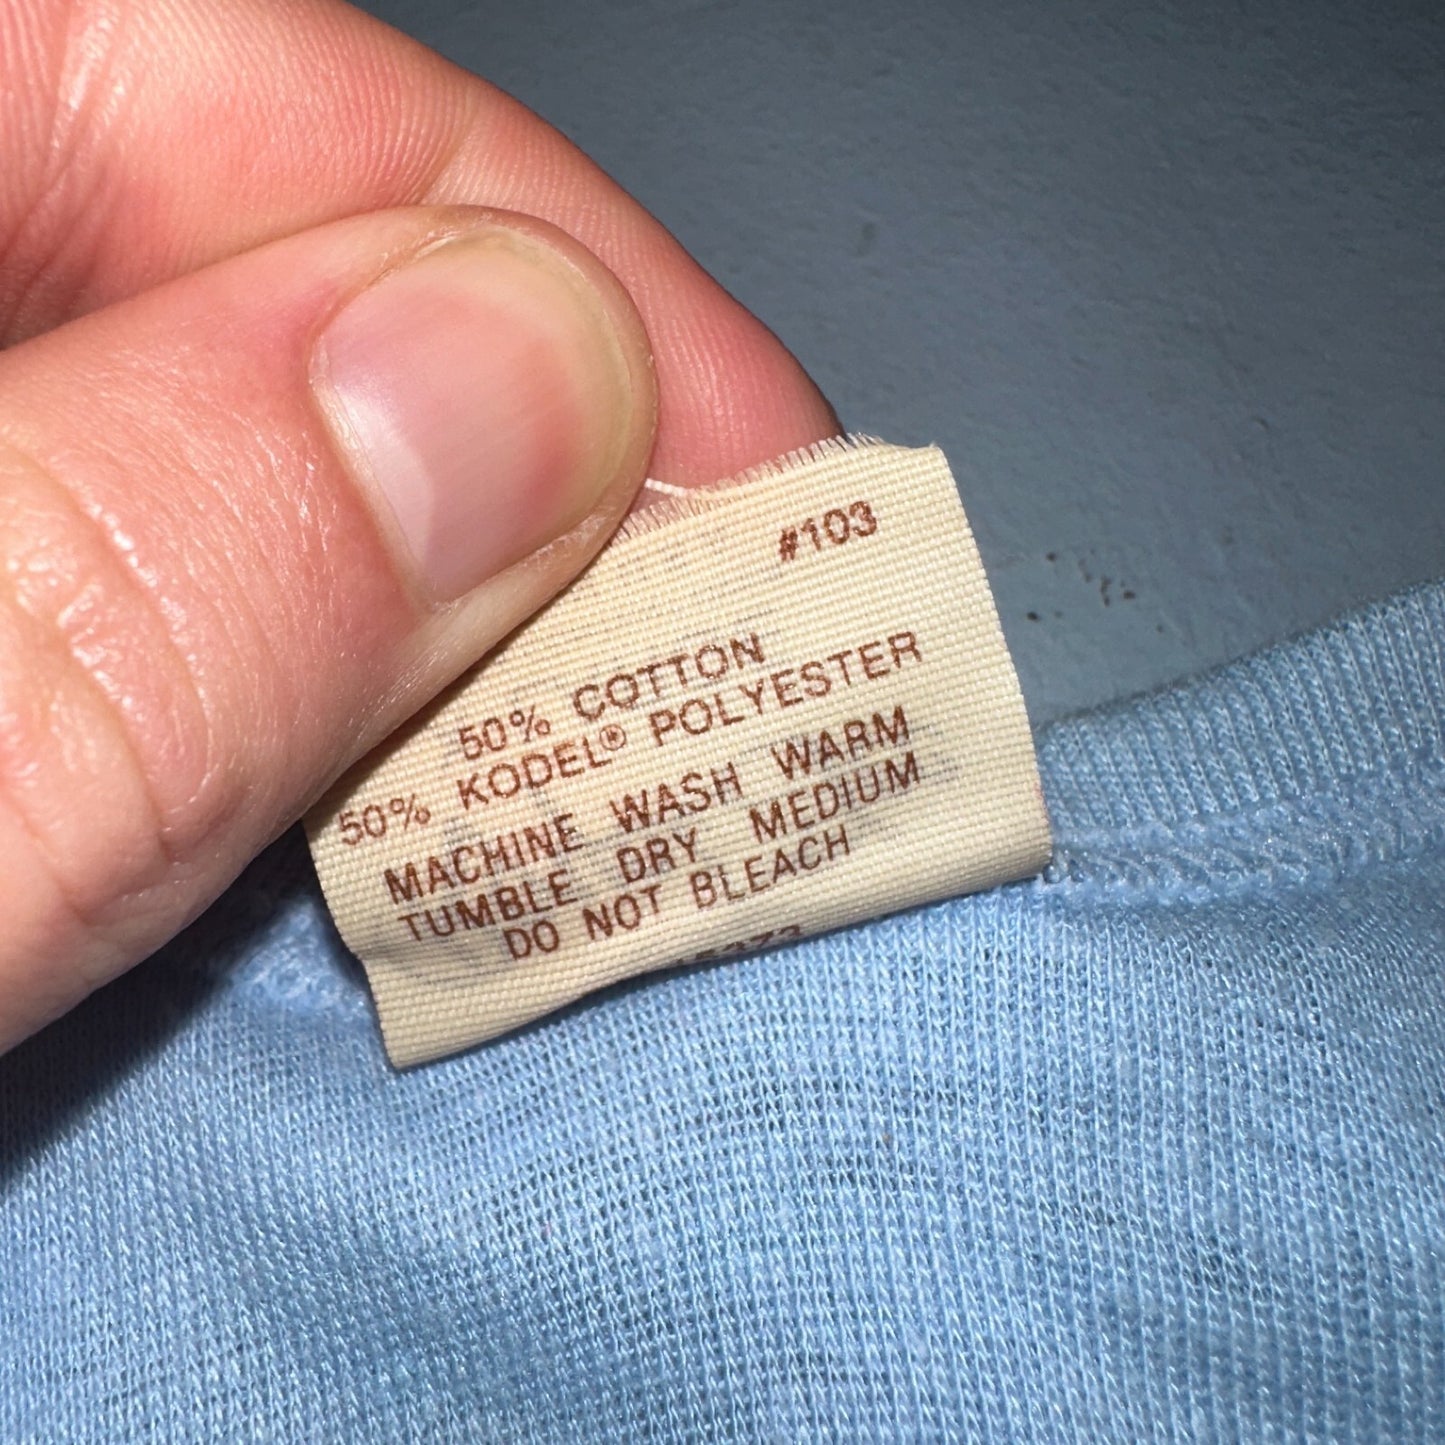 #103
50% COTTON
50% KODEL® POLYESTER
MACHINE WASH WARM
TUMBLE DRY MEDIUM
DO NOT BLEACH